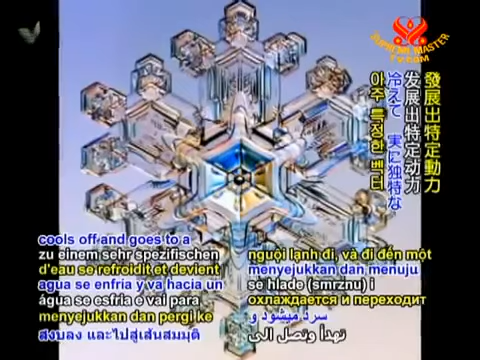 SUPREME MASTER
TV.COM
發展出特定動力
发展出特定动力
冷えて 実に独特な
아주 특정한 벡터
cools off and goes to a
zu einem sehr spezifischen
d'eau se refroidit et devient
agua se enfria y va hacia un
água se esfria e vai para
menyejukkan dan pergi ke
สงบลง และไปสู่เส้นสมมุติ
nguội lạnh đi, và đi đến một
menyejukkan dan menuju
se hlade (smrznu) i
охлаждается и переходит
سرد میشود و
تهدأ وتصل الى